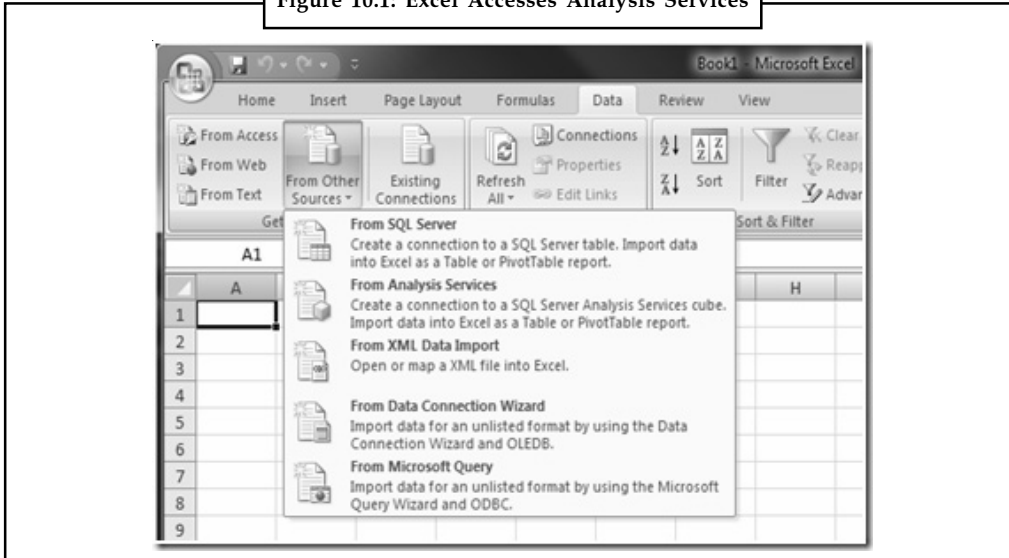 Figure 10.1: Excel Accesses Analysis Services
Book1 - Microsoft Excel
Home Insert Page Layout Formulas Data Review View
From Access
From Web
From Text
From Other Sources
Existing Connections
Refresh All
Connections
Properties
Edit Links
A Z
Z A
A Z
Z A
Sort
Filter
Clear
Sort & Filter
A1
A H
From SQL Server
Create a connection to a SQL Server table. Import data
into Excel as a Table or PivotTable report.
From Analysis Services
Create a connection to a SQL Server Analysis Services cube.
Import data into Excel as a Table or PivotTable report.
From XML Data Import
Open or map a XML file into Excel.
From Data Connection Wizard
Import data for an unlisted format by using the Data
Connection Wizard and OLEDB.
From Microsoft Query
Import data for an unlisted format by using the Microsoft
Query Wizard and ODBC.
1
2
3
4
5
6
7
8
9